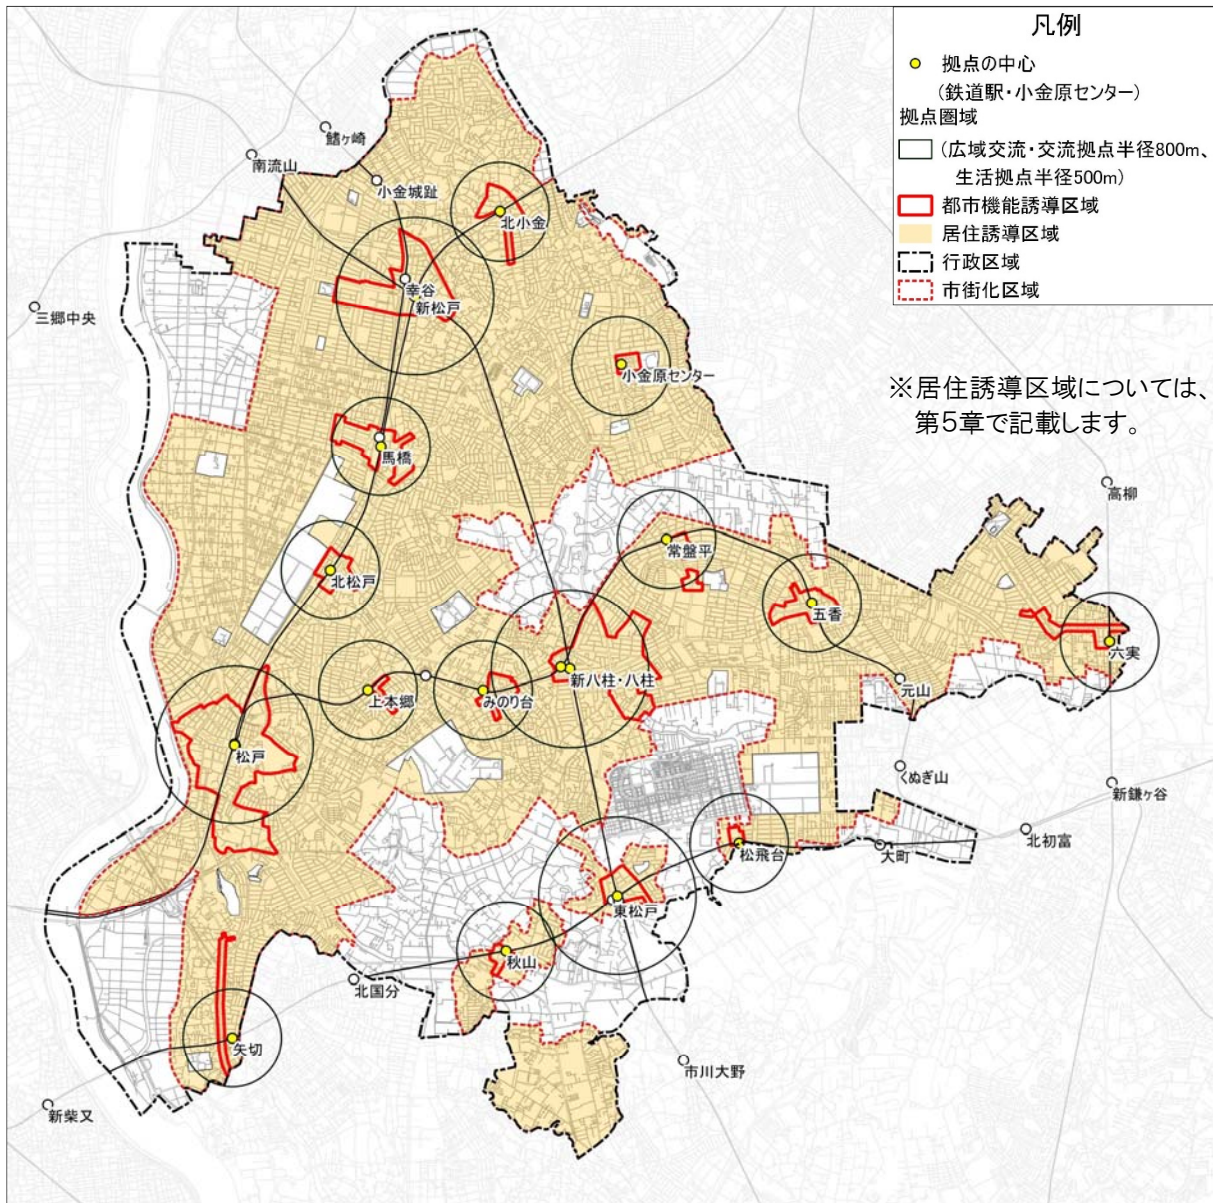 凡例
拠点の中心
(鉄道駅・小金原センター)
拠点圏域
(広域交流・交流拠点半径800m、
生活拠点半径500m)
都市機能誘導区域
居住誘導区域
行政区域
市街化区域
※居住誘導区域については、
第5章で記載します。
鰭ヶ崎
南流山
小金城趾
北小金
幸谷
新松戸
三郷中央
小金原センター
馬橋
高柳
常盤平
北松戸
五香
六実
新八柱・八柱
元山
上本郷
みのり台
松戸
くぬぎ山
新鎌ヶ谷
北初富
大町
松飛台
東松戸
秋山
北国分
矢切
市川大野
新柴又